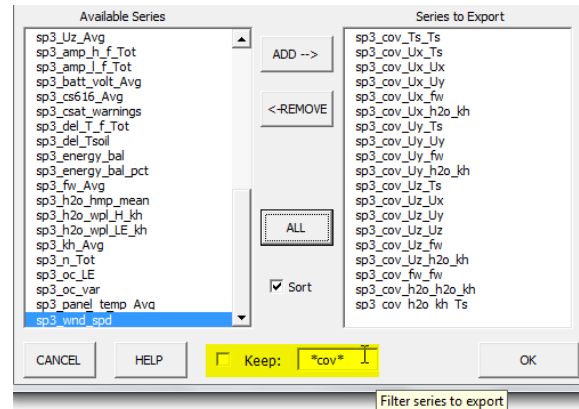 Available Series
Series to Export
sp3_Uz_Avg
sp3_amp_h_f_Tot
sp3_amp_l_f_Tot
sp3_batt_volt_Avg
sp3_cs616_Avg
sp3_csat_warnings
sp3_del_T_f_Tot
sp3_del_Tsoil
sp3_energy_bal
sp3_energy_bal_pct
sp3_fw_Avg
sp3_h2o_hmp_mean
sp3_h2o_wpl_H_kh
sp3_h2o_wpl_LE_kh
sp3_kh_Avg
sp3_n_Tot
sp3_oc_LE
sp3_oc_var
sp3_panel_temp_Avg
sp3_wnd_spd
ADD -->
<-REMOVE
ALL
Sort
sp3_cov_Ts_Ts
sp3_cov_Ux_Ts
sp3_cov_Ux_Ux
sp3_cov_Ux_Uy
sp3_cov_Ux_fw
sp3_cov_Ux_h2o_kh
sp3_cov_Uy_Ts
sp3_cov_Uy_Uy
sp3_cov_Uy_fw
sp3_cov_Uy_h2o_kh
sp3_cov_Uz_Ts
sp3_cov_Uz_Ux
sp3_cov_Uz_Uy
sp3_cov_Uz_Uz
sp3_cov_Uz_fw
sp3_cov_Uz_h2o_kh
sp3_cov_fw_fw
sp3_cov_h2o_h2o_kh
sp3_cov_h2o_kh_Ts
CANCEL
HELP
Keep: *cov*
OK
Filter series to export